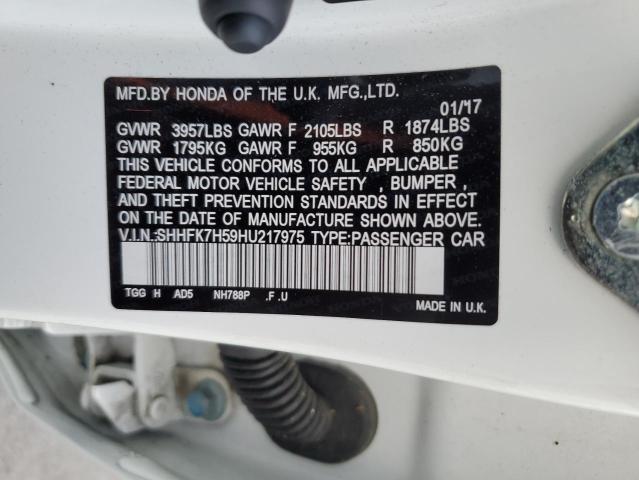 MFD.BY HONDA OF THE U.K. MFG.,LTD.
01/17
GVWR 3957LBS GAWR F 2105LBS R 1874LBS
GVWR 1795KG GAWR F 955KG R 850KG
THIS VEHICLE CONFORMS TO ALL APPLICABLE
FEDERAL MOTOR VEHICLE SAFETY , BUMPER ,
AND THEFT PREVENTION STANDARDS IN EFFECT
ON THE DATE OF MANUFACTURE SHOWN ABOVE.
V.I.N.:SHHFK7H59HU217975 TYPE:PASSENGER CAR
TGG H AD5 NH788P .F .U
MADE IN U.K.